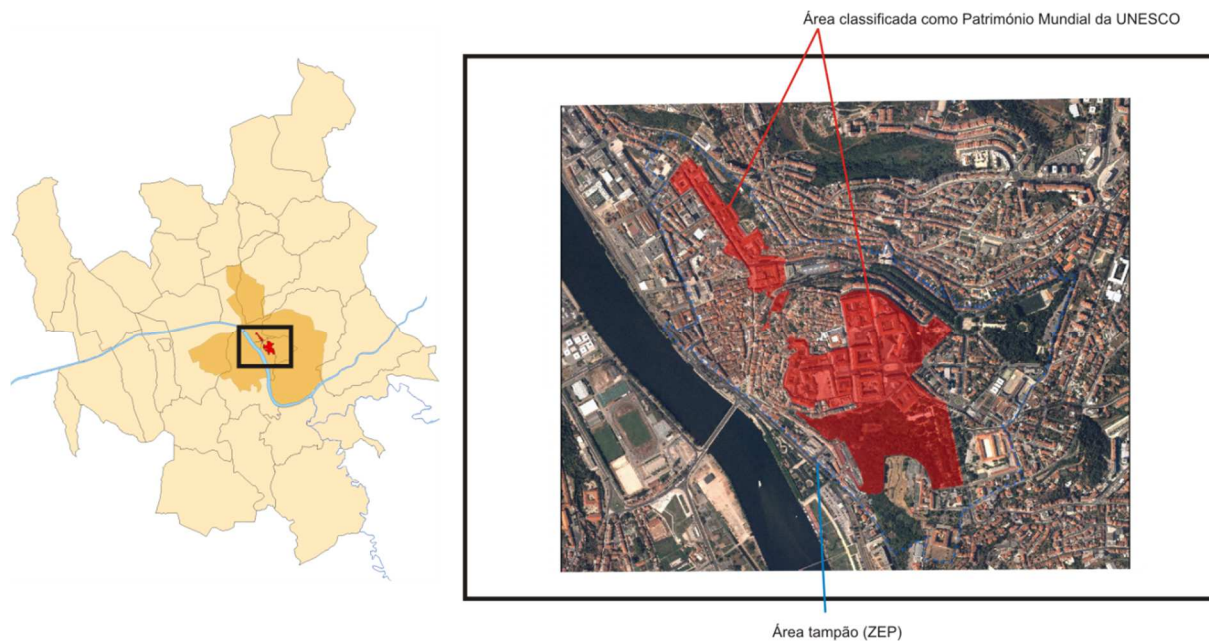 Área classificada como Património Mundial da UNESCO
Área tampão (ZEP)